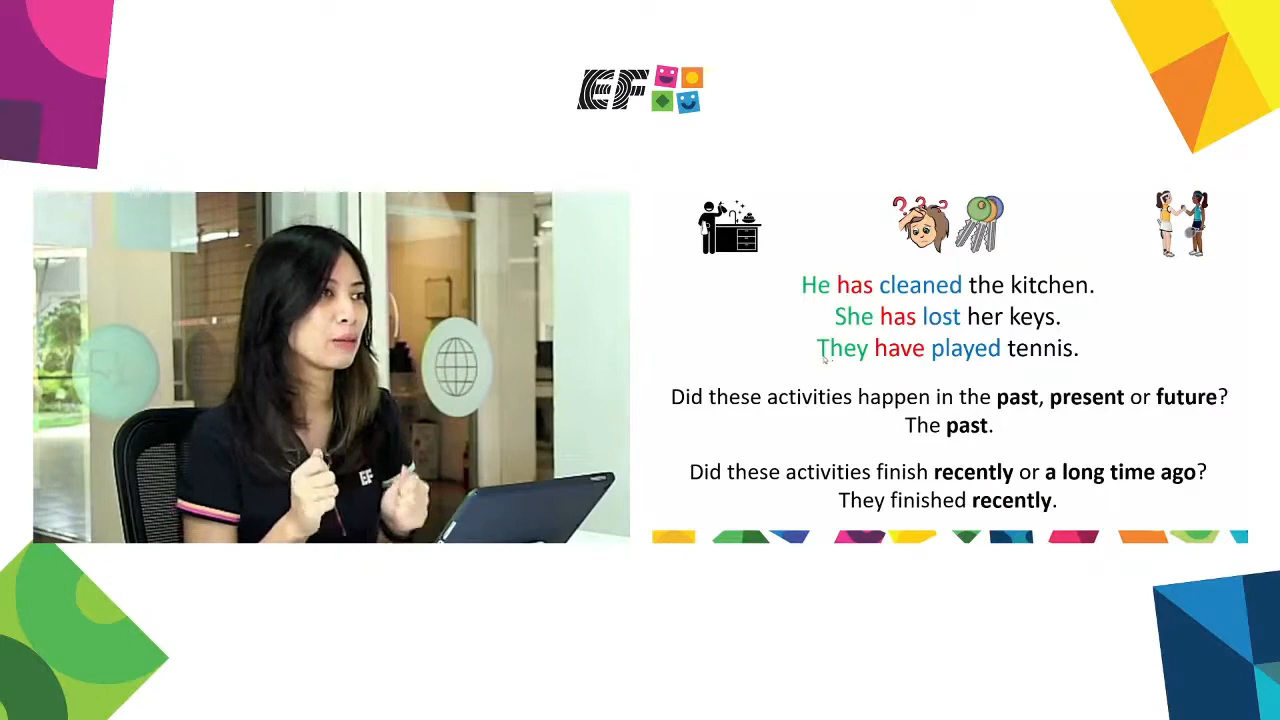 EF
? ? ?
He has cleaned the kitchen.
She has lost her keys.
They have played tennis.
Did these activities happen in the past, present or future?
The past.
Did these activities finish recently or a long time ago?
They finished recently.
EF